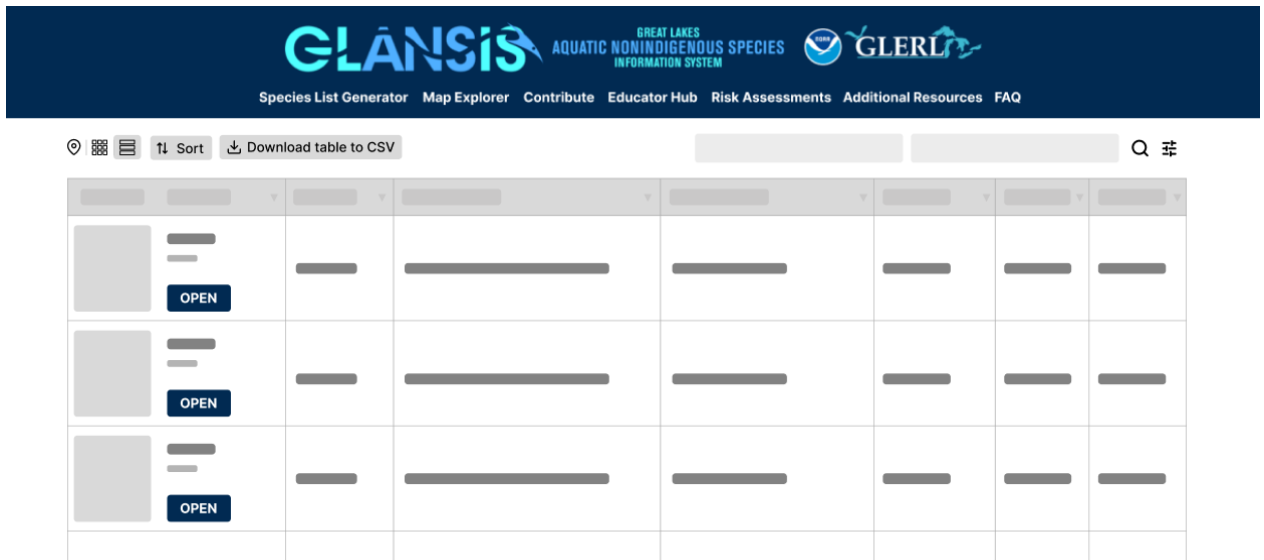 GLANSIS
GREAT LAKES
AQUATIC NONINDIGENOUS SPECIES
INFORMATION SYSTEM
NOAA
GLERL
Species List Generator Map Explorer Contribute Educator Hub Risk Assessments Additional Resources FAQ
Sort Download table to CSV
OPEN
OPEN
OPEN